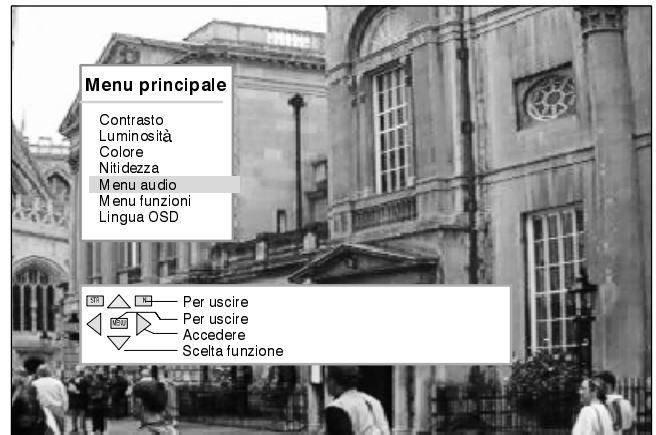 Menu principale
Contrasto
Luminosità
Colore
Nitidezza
Menu audio
Menu funzioni
Lingua OSD
STR
N
Per uscire
MENU
Per uscire
Accedere
Scelta funzione